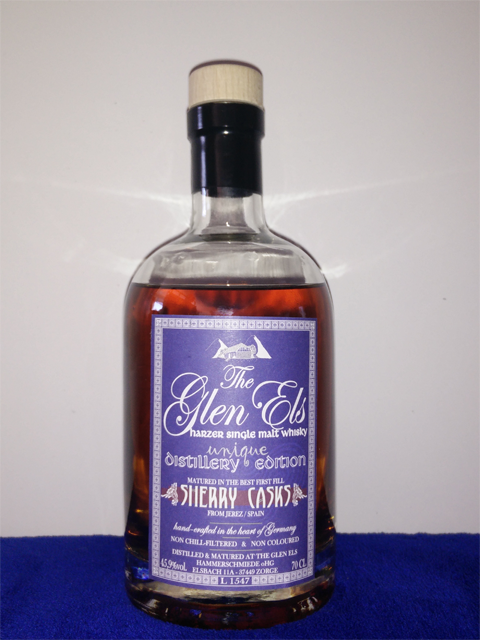 The
Glen Els
harzer single malt whisky
unique
distillery edition
MATURED IN THE BEST FIRST FILL
SHERRY CASKS
FROM JEREZ / SPAIN
hand-crafted in the heart of Germany
NON CHILL-FILTERED & NON COLOURED
DISTILLED & MATURED AT THE GLEN ELS
HAMMERSCHMIEDE oHG
45,9%vol. ELSBACH 11A - 37449 ZORGE 70 CL
L 1547